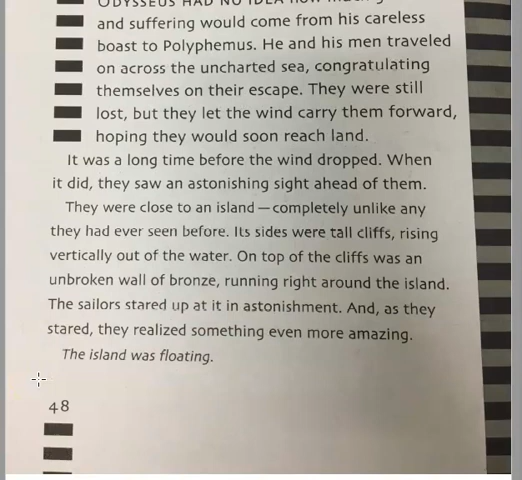 ODYSSEUS HAD NO IDEA how much
and suffering would come from his careless
boast to Polyphemus. He and his men traveled
on across the uncharted sea, congratulating
themselves on their escape. They were still
lost, but they let the wind carry them forward,
hoping they would soon reach land.
It was a long time before the wind dropped. When
it did, they saw an astonishing sight ahead of them.
They were close to an island—completely unlike any
they had ever seen before. Its sides were tall cliffs, rising
vertically out of the water. On top of the cliffs was an
unbroken wall of bronze, running right around the island.
The sailors stared up at it in astonishment. And, as they
stared, they realized something even more amazing.
The island was floating.
48